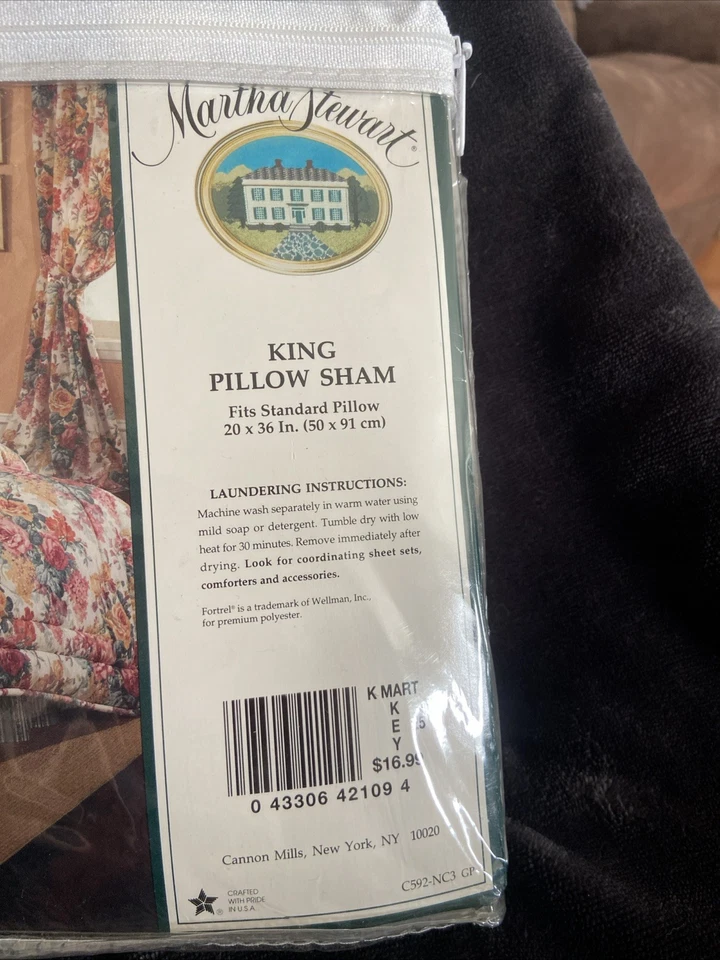 Martha Stewart®
KING
PILLOW SHAM
Fits Standard Pillow
20 x 36 In. (50 x 91 cm)
LAUNDERING INSTRUCTIONS:
Machine wash separately in warm water using
mild soap or detergent. Tumble dry with low
heat for 30 minutes. Remove immediately after
drying. Look for coordinating sheet sets,
comforters and accessories.
Fortrel® is a trademark of Wellman, Inc.,
for premium polyester.
K MART
K
E 5
Y
$16.99
0 43306 42109 4
Cannon Mills, New York, NY 10020
C592-NC3 GP
CRAFTED
WITH PRIDE
IN U.S.A.
®